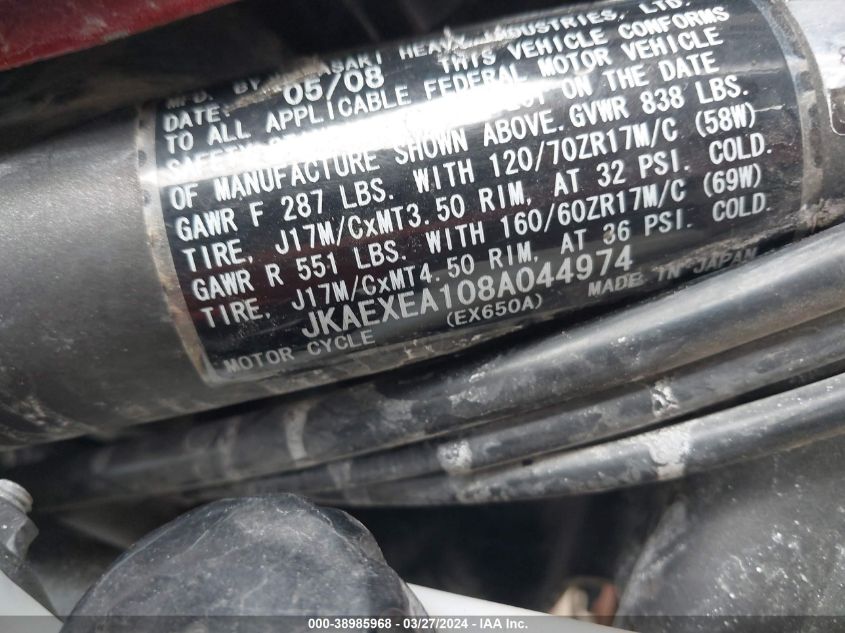 MFD. BY KAWASAKI HEAVY INDUSTRIES, LTD.
DATE: 05/08 THIS VEHICLE CONFORMS
TO ALL APPLICABLE FEDERAL MOTOR VEHICLE
SAFETY ON THE DATE
OF MANUFACTURE SHOWN ABOVE. GVWR 838 LBS.
GAWR F 287 LBS. WITH 120/70ZR17M/C (58W)
TIRE, J17M/CxMT3.50 RIM, AT 32 PSI. COLD.
GAWR R 551 LBS. WITH 160/60ZR17M/C (69W)
TIRE, J17M/CxMT4.50 RIM, AT 36 PSI. COLD.
JKAEXEA108A044974
MOTOR CYCLE (EX650A) MADE IN JAPAN
000-38985968 - 03/27/2024 - IAA Inc.